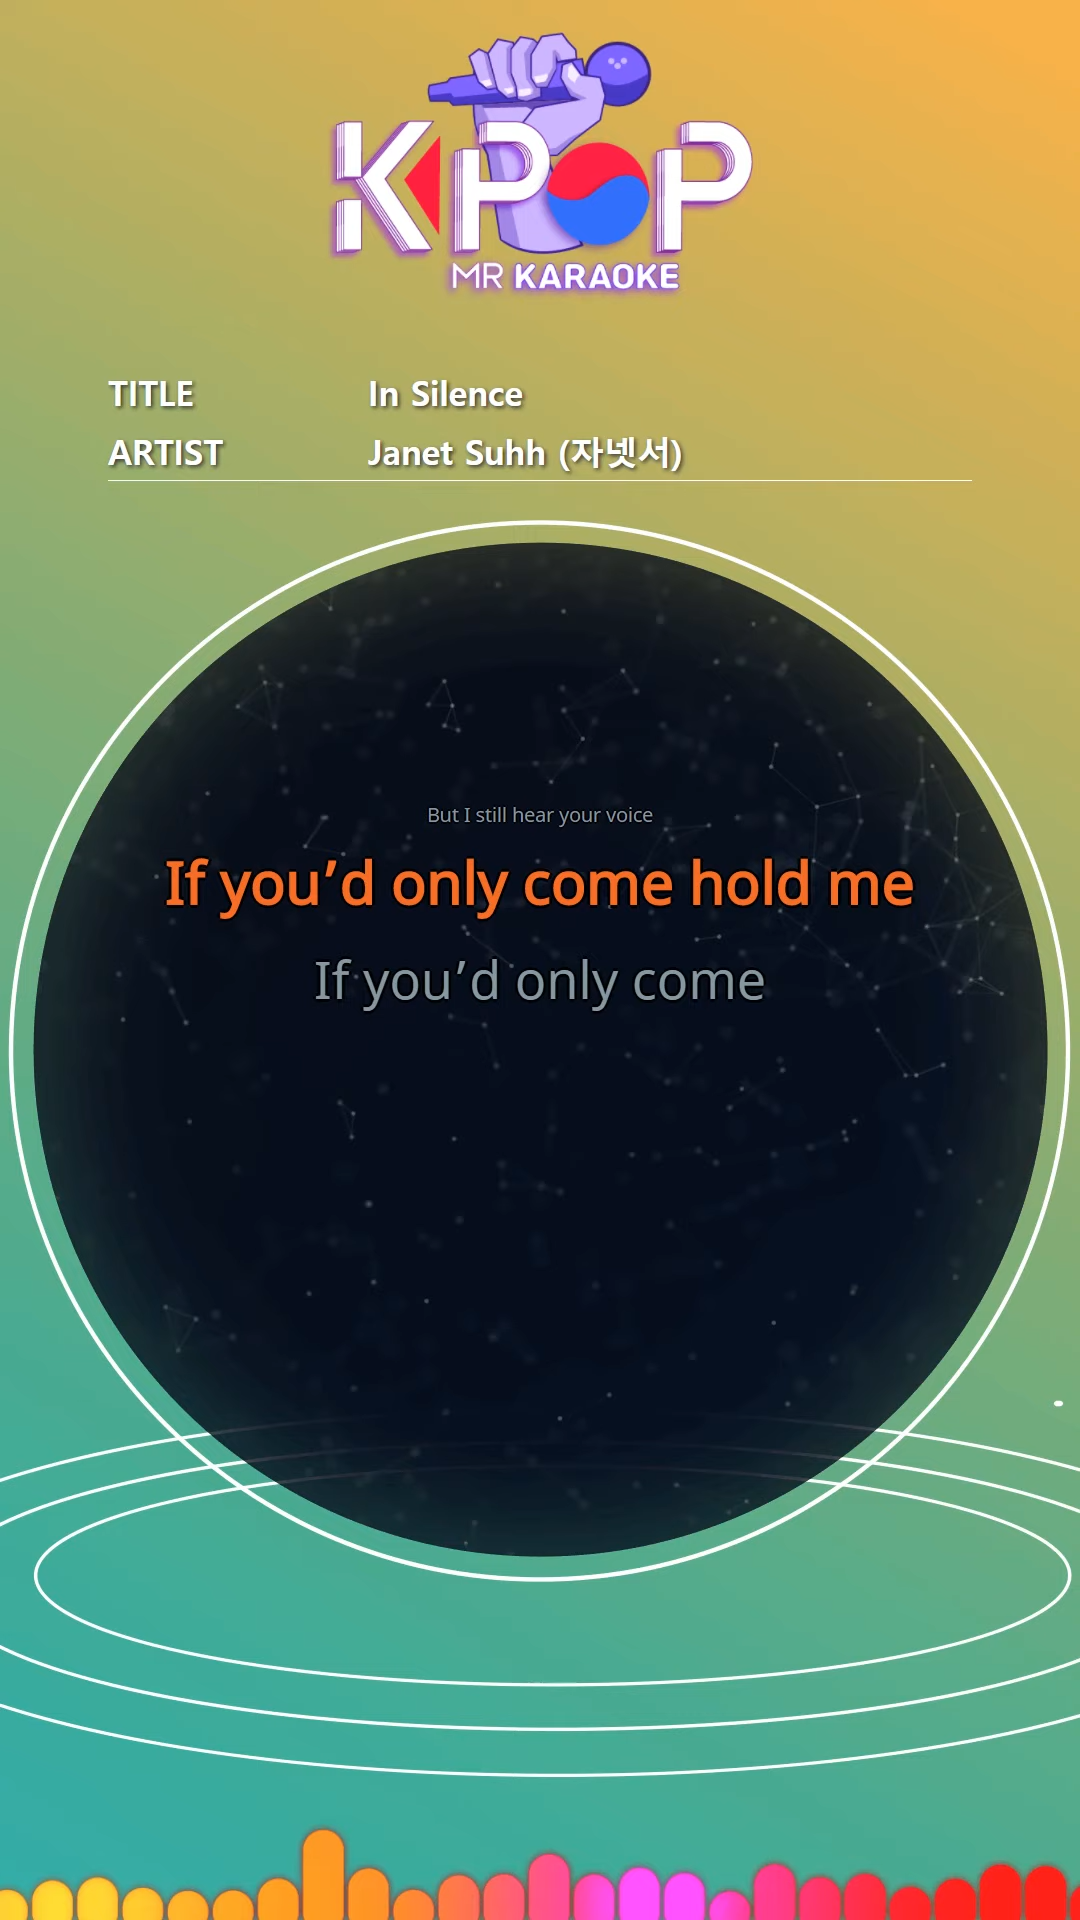 KPOP
MR KARAOKE
TITLE In Silence
ARTIST Janet Suhh (자넷서)
But I still hear your voice
If you’d only come hold me
If you’d only come